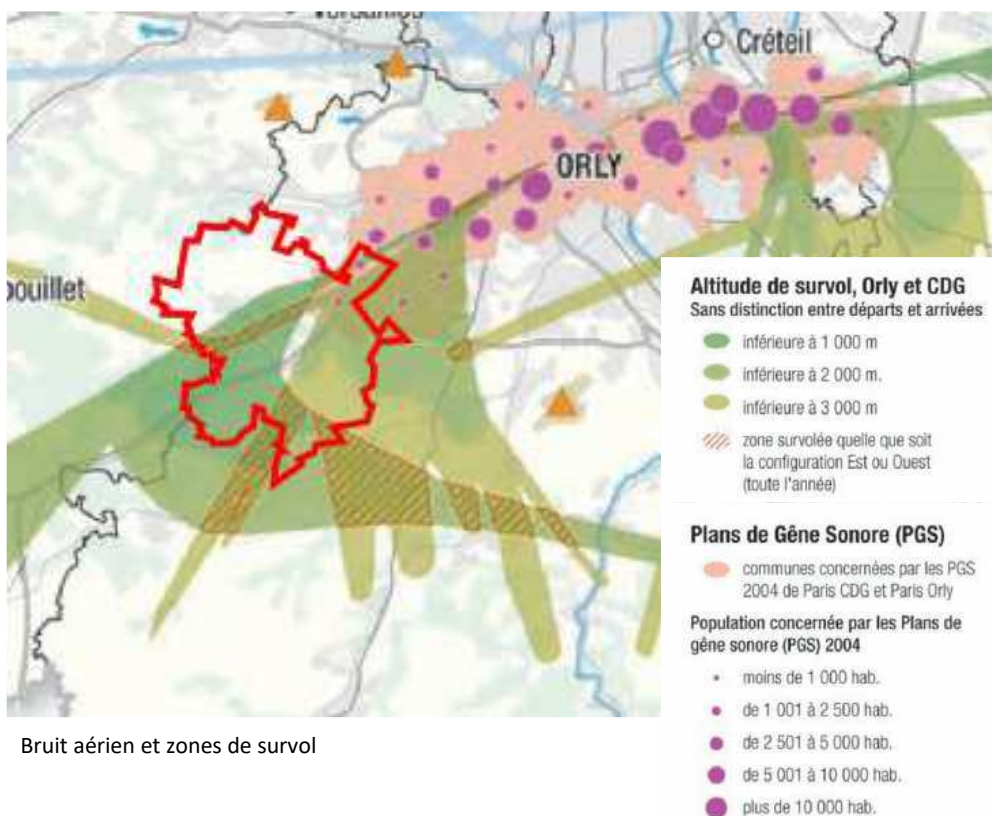 Créteil
ORLY
bouillet
Altitude de survol, Orly et CDG
Sans distinction entre départs et arrivées
inférieure à 1 000 m
inférieure à 2 000 m.
inférieure à 3 000 m
zone survolée quelle que soit
la configuration Est ou Ouest
(toute l'année)
Plans de Gêne Sonore (PGS)
communes concernées par les PGS
2004 de Paris CDG et Paris Orly
Population concernée par les Plans de
gêne sonore (PGS) 2004
moins de 1 000 hab.
de 1 001 à 2 500 hab.
de 2 501 à 5 000 hab.
de 5 001 à 10 000 hab.
plus de 10 000 hab.
Bruit aérien et zones de survol